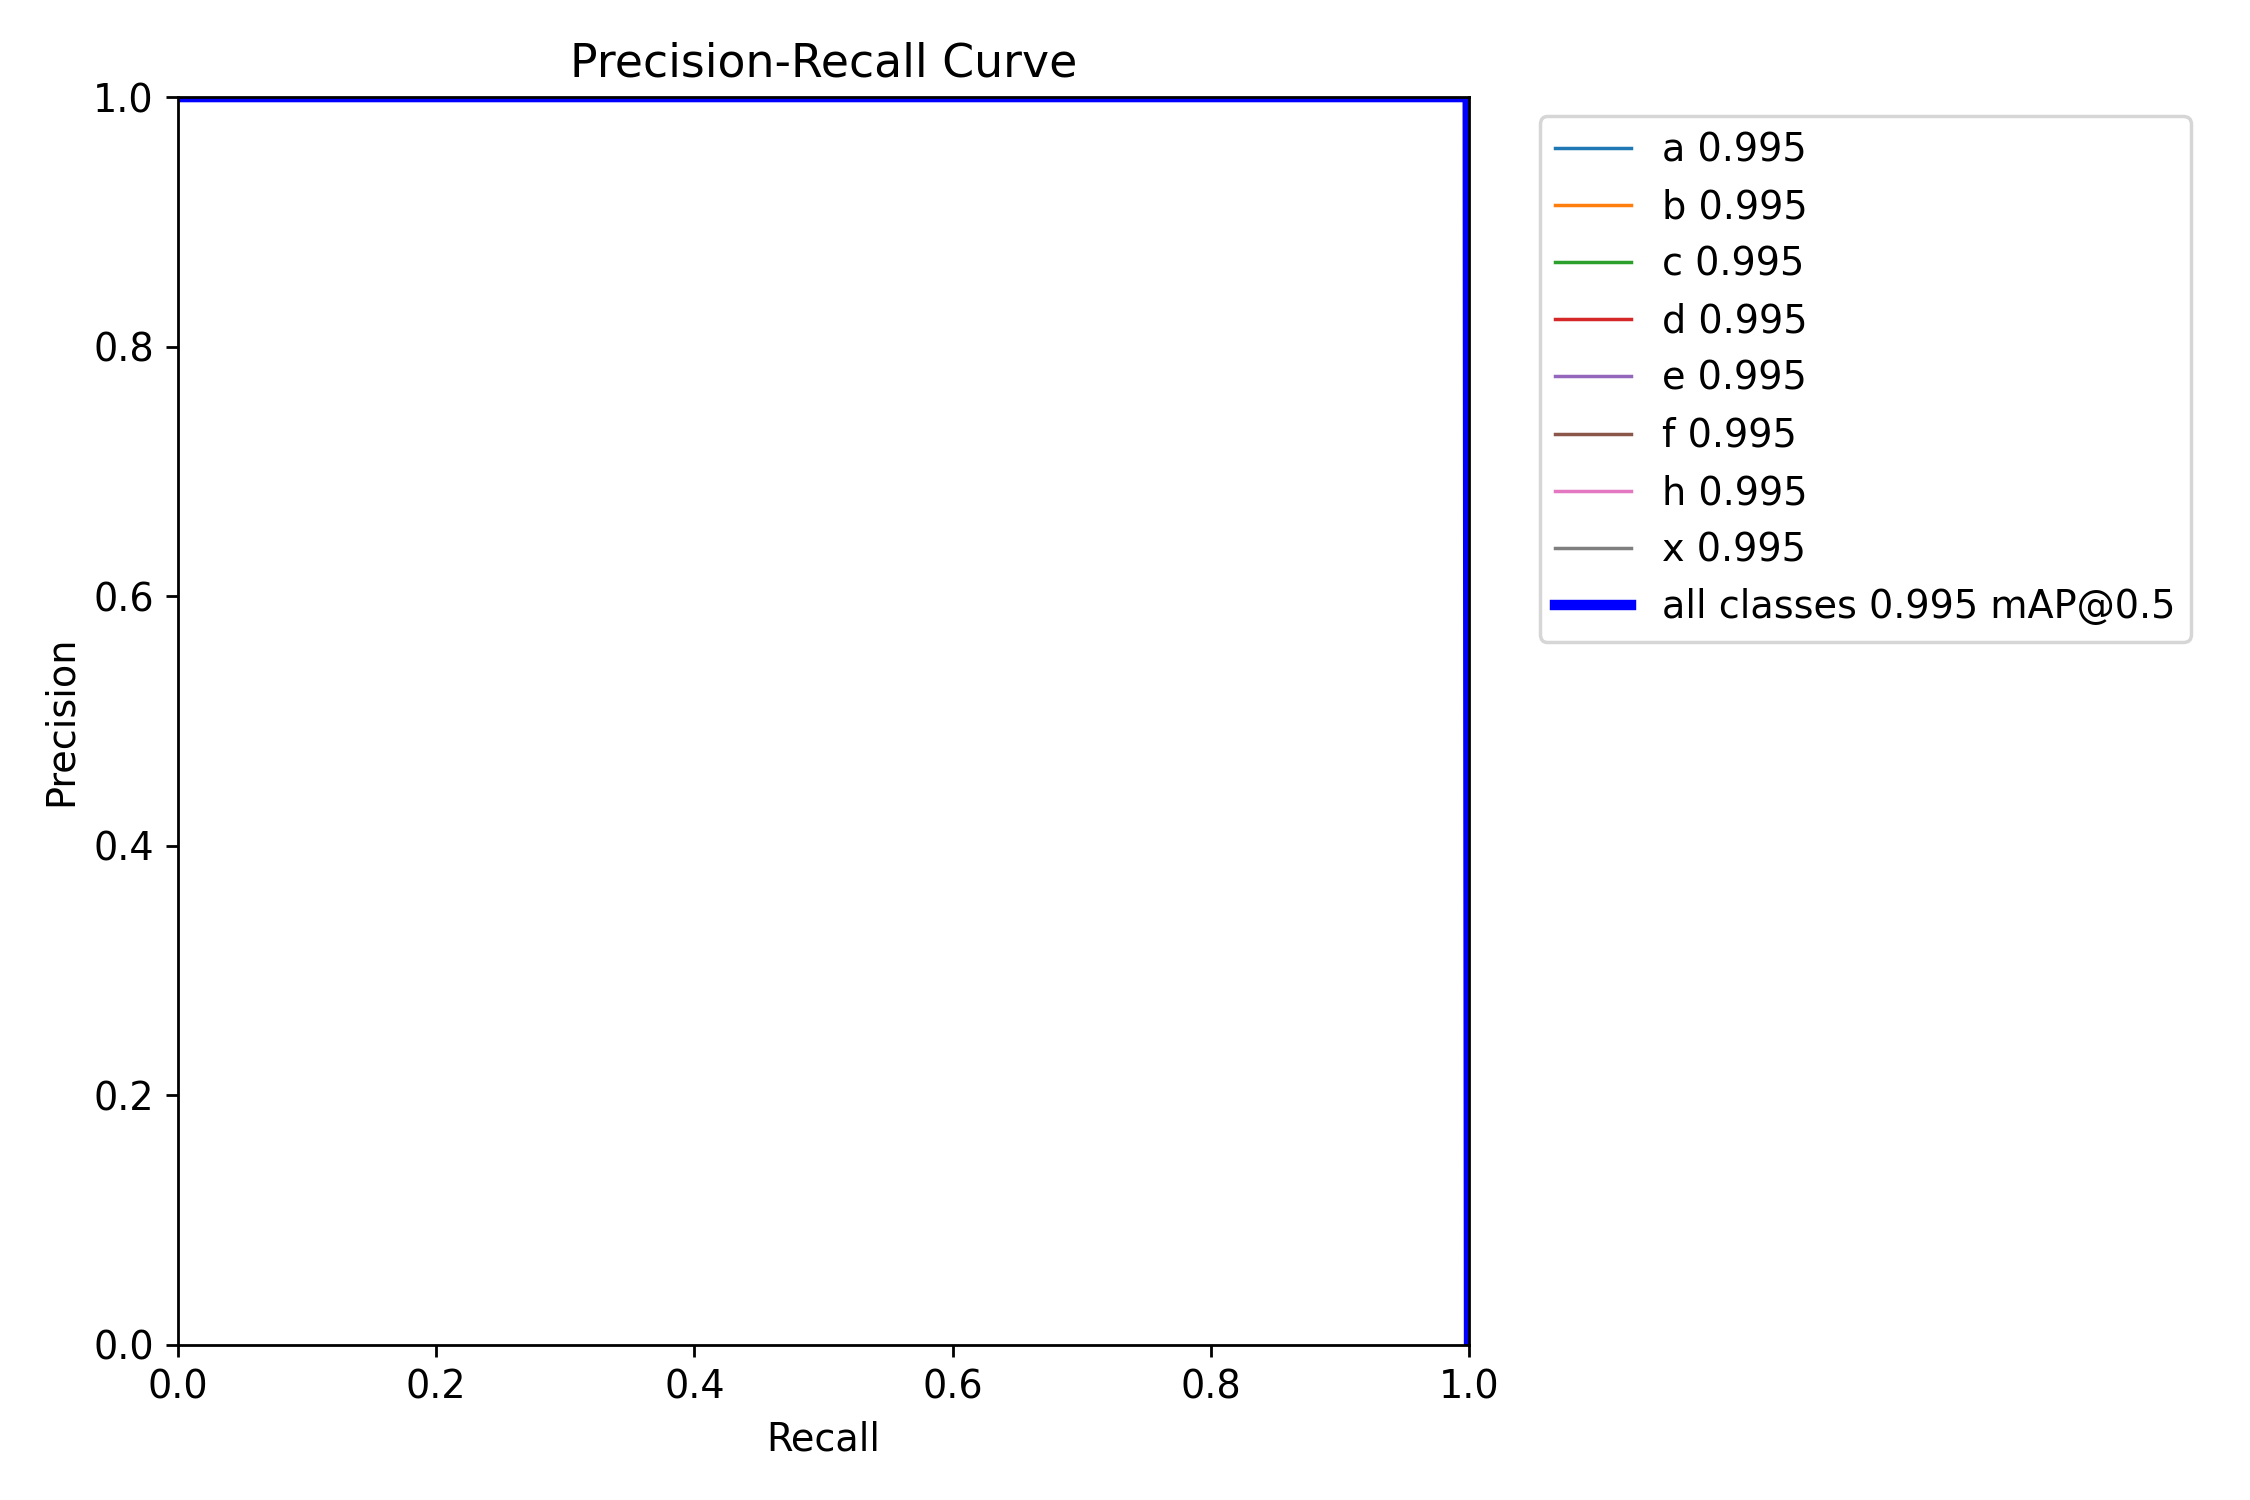 Precision-Recall Curve
1.0
0.8
0.6
0.4
0.2
0.0
Precision
0.0 0.2 0.4 0.6 0.8 1.0
Recall
a 0.995
b 0.995
c 0.995
d 0.995
e 0.995
f 0.995
h 0.995
x 0.995
all classes 0.995 mAP@0.5